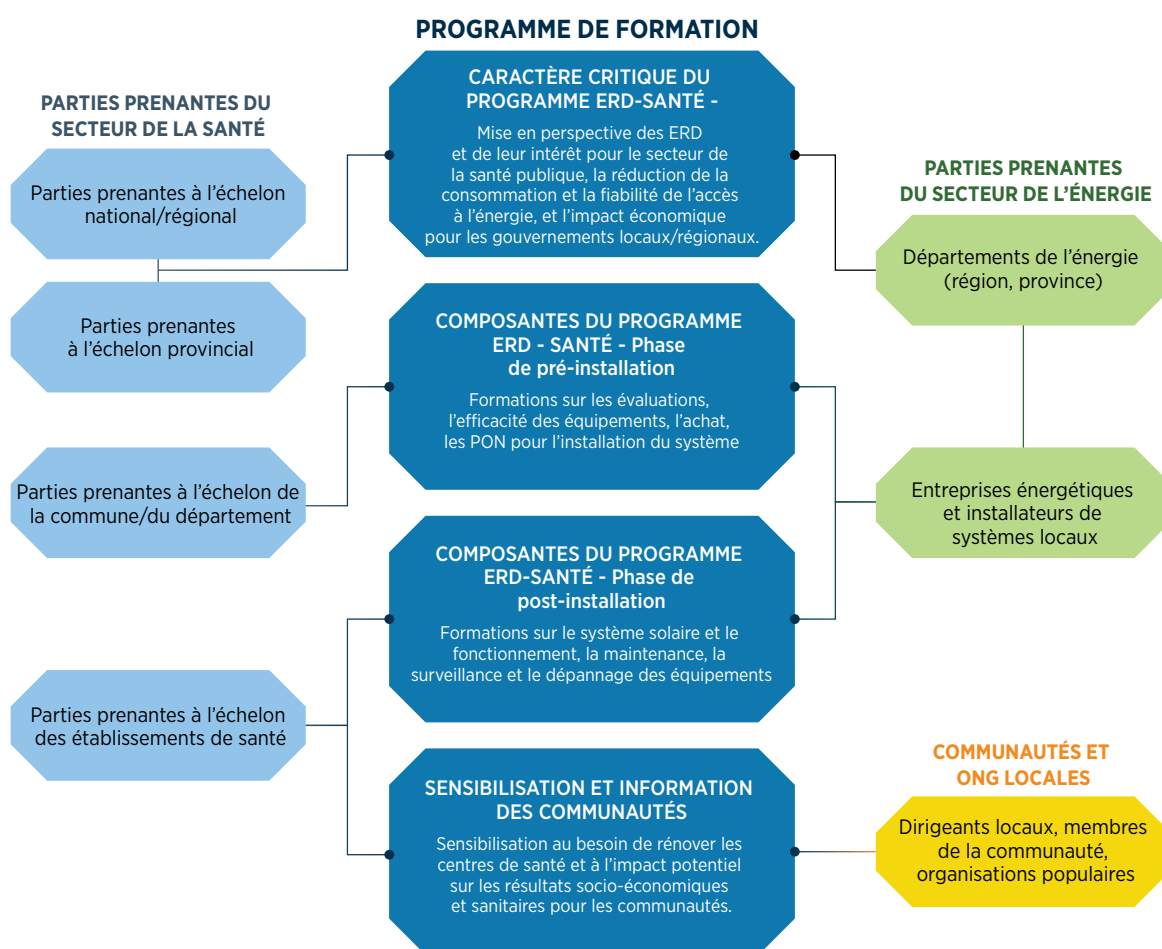 PROGRAMME DE FORMATION
PARTIES PRENANTES DU
SECTEUR DE LA SANTÉ
Parties prenantes à l’échelon
national/régional
Parties prenantes
à l’échelon provincial
Parties prenantes à l’échelon de
la commune/du département
Parties prenantes à l’échelon
des établissements de santé
CARACTÈRE CRITIQUE DU
PROGRAMME ERD-SANTÉ -
Mise en perspective des ERD
et de leur intérêt pour le secteur de
la santé publique, la réduction de la
consommation et la fiabilité de l’accès
à l’énergie, et l’impact économique
pour les gouvernements locaux/régionaux.
COMPOSANTES DU PROGRAMME
ERD - SANTÉ - Phase
de pré-installation
Formations sur les évaluations,
l’efficacité des équipements, l’achat,
les PON pour l’installation du système
COMPOSANTES DU PROGRAMME
ERD-SANTÉ - Phase de
post-installation
Formations sur le système solaire et le
fonctionnement, la maintenance, la
surveillance et le dépannage des équipements
SENSIBILISATION ET INFORMATION
DES COMMUNAUTÉS
Sensibilisation au besoin de rénover les
centres de santé et à l’impact potentiel
sur les résultats socio-économiques
et sanitaires pour les communautés.
PARTIES PRENANTES
DU SECTEUR DE L’ÉNERGIE
Départements de l’énergie
(région, province)
Entreprises énergétiques
et installateurs de
systèmes locaux
COMMUNAUTÉS ET
ONG LOCALES
Dirigeants locaux, membres
de la communauté,
organisations populaires